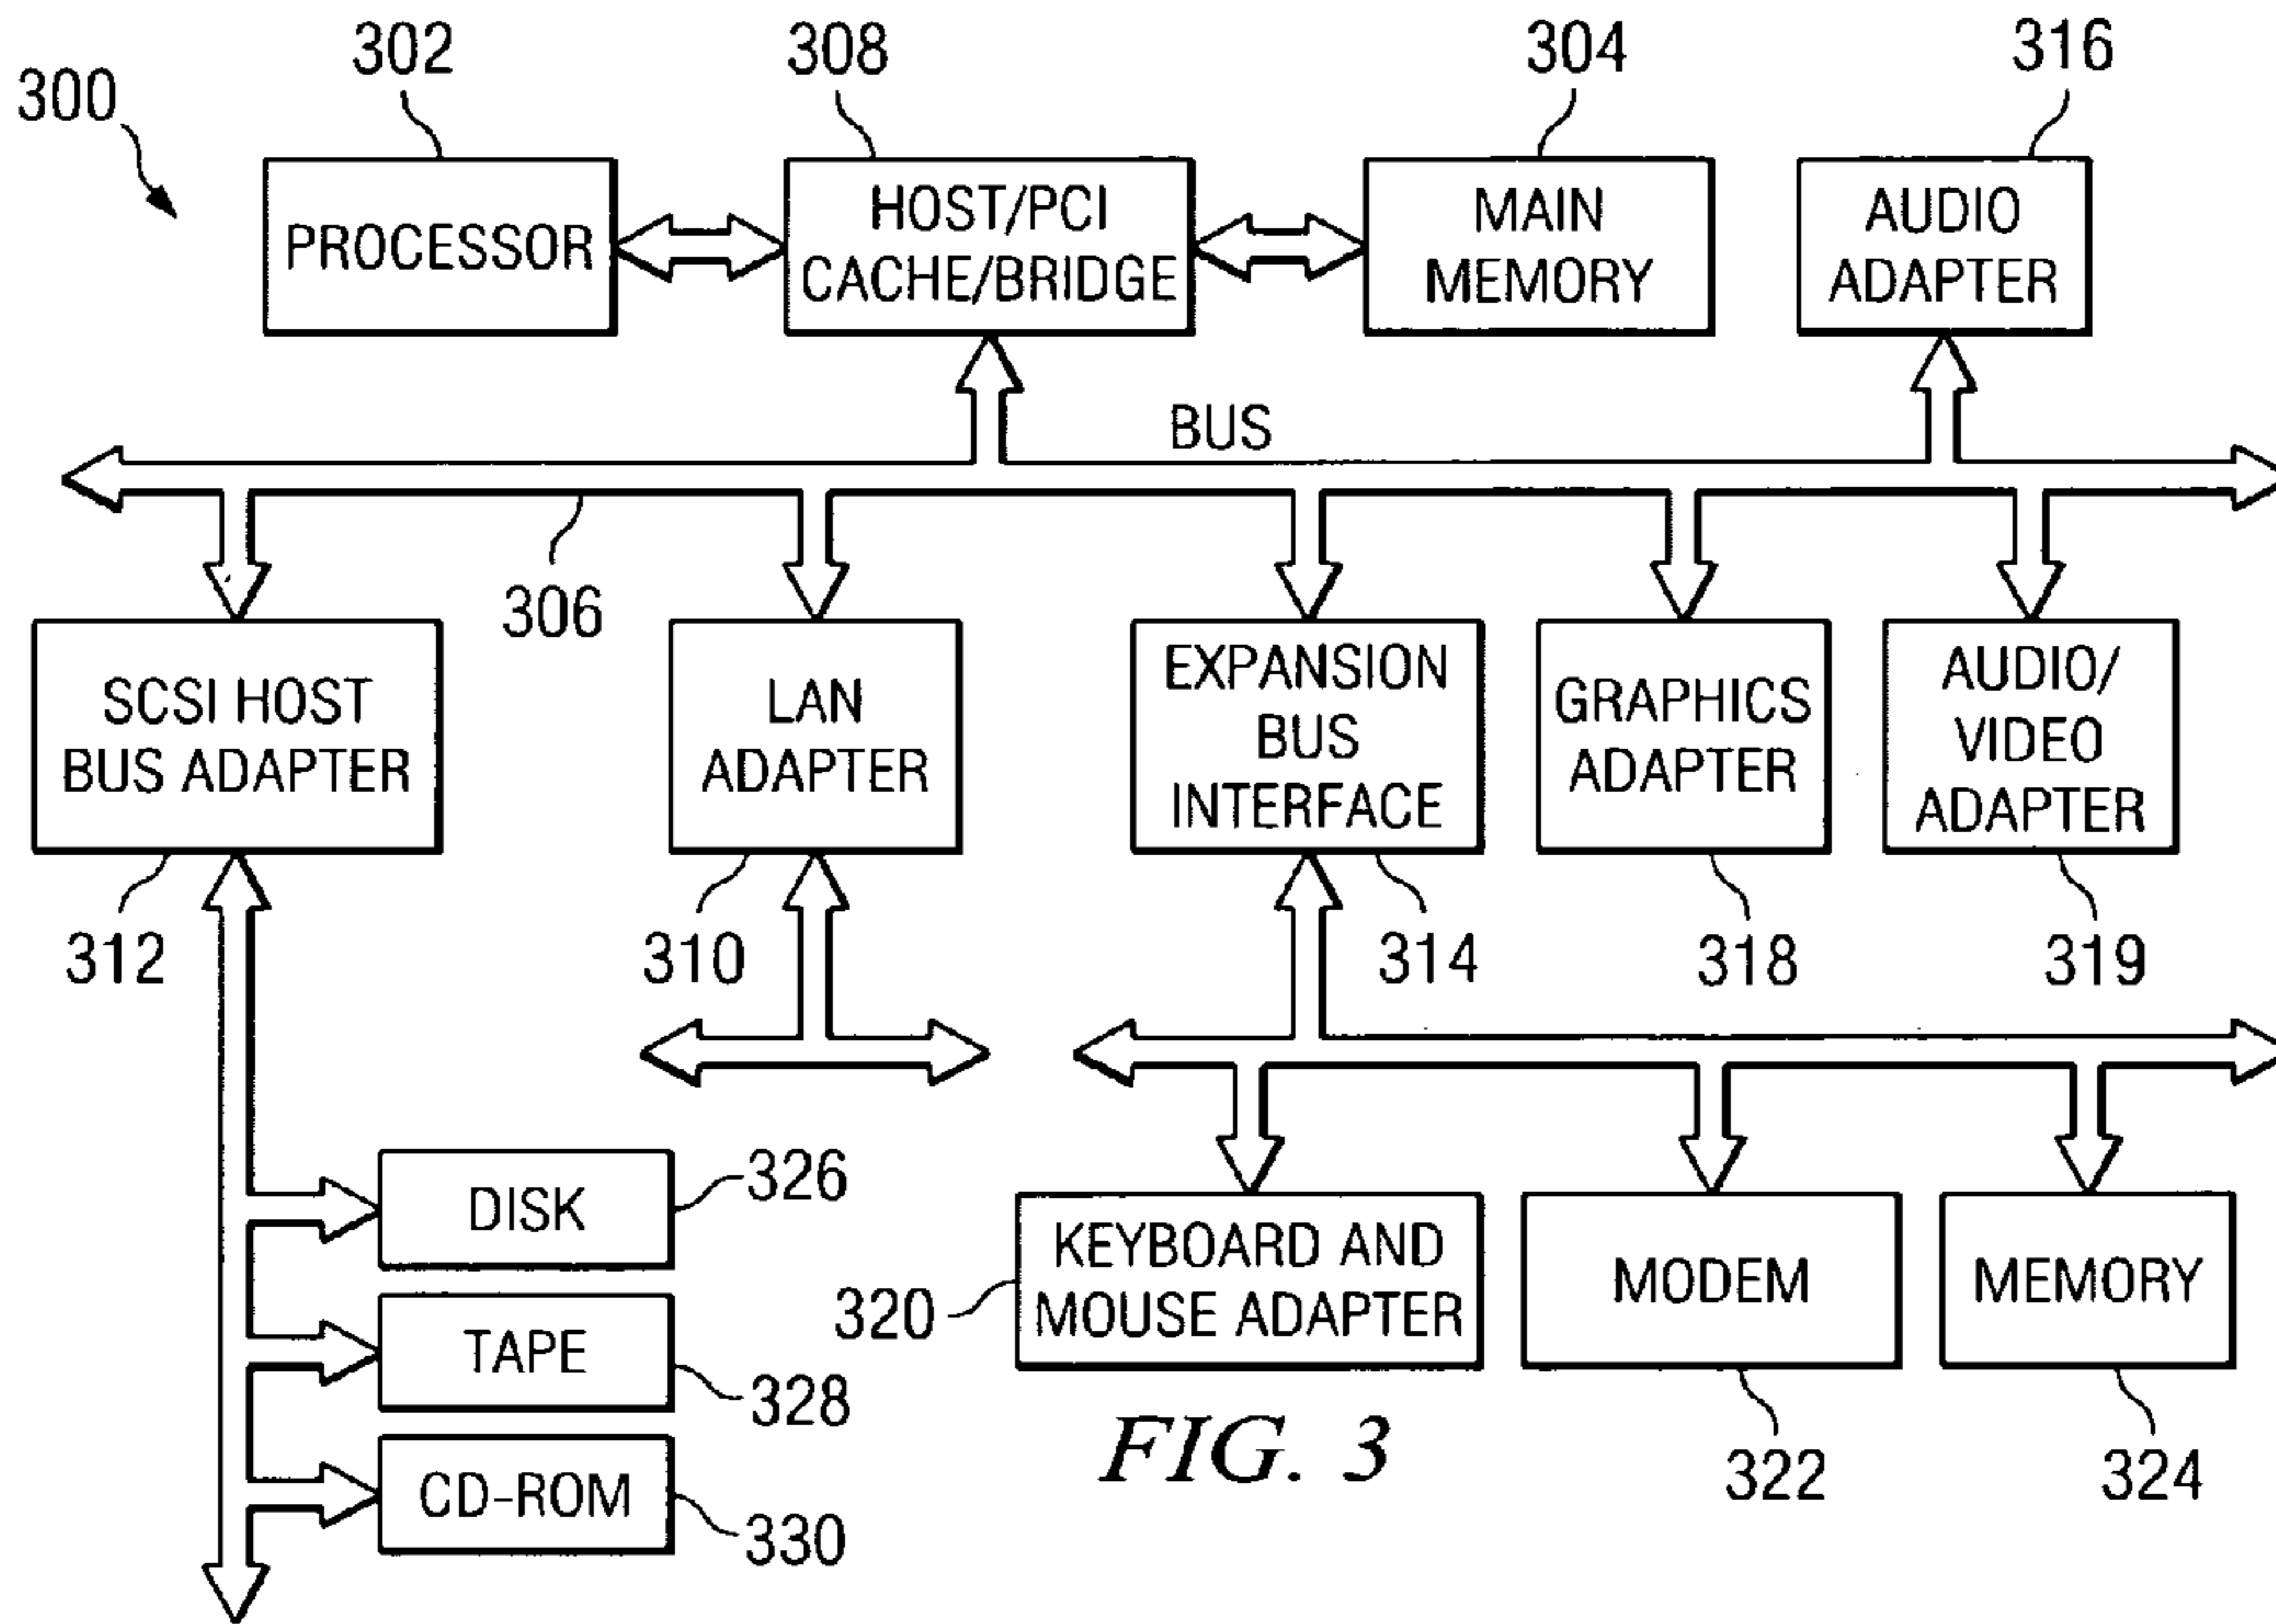 300
302
308
304
316
PROCESSOR
HOST/PCI
CACHE/BRIDGE
MAIN
MEMORY
AUDIO
ADAPTER
BUS
306
SCSI HOST
BUS ADAPTER
LAN
ADAPTER
EXPANSION
BUS
INTERFACE
GRAPHICS
ADAPTER
AUDIO/
VIDEO
ADAPTER
312
310
314
318
319
DISK
326
TAPE
328
CD-ROM
330
320
KEYBOARD AND
MOUSE ADAPTER
MODEM
MEMORY
322
324
FIG. 3